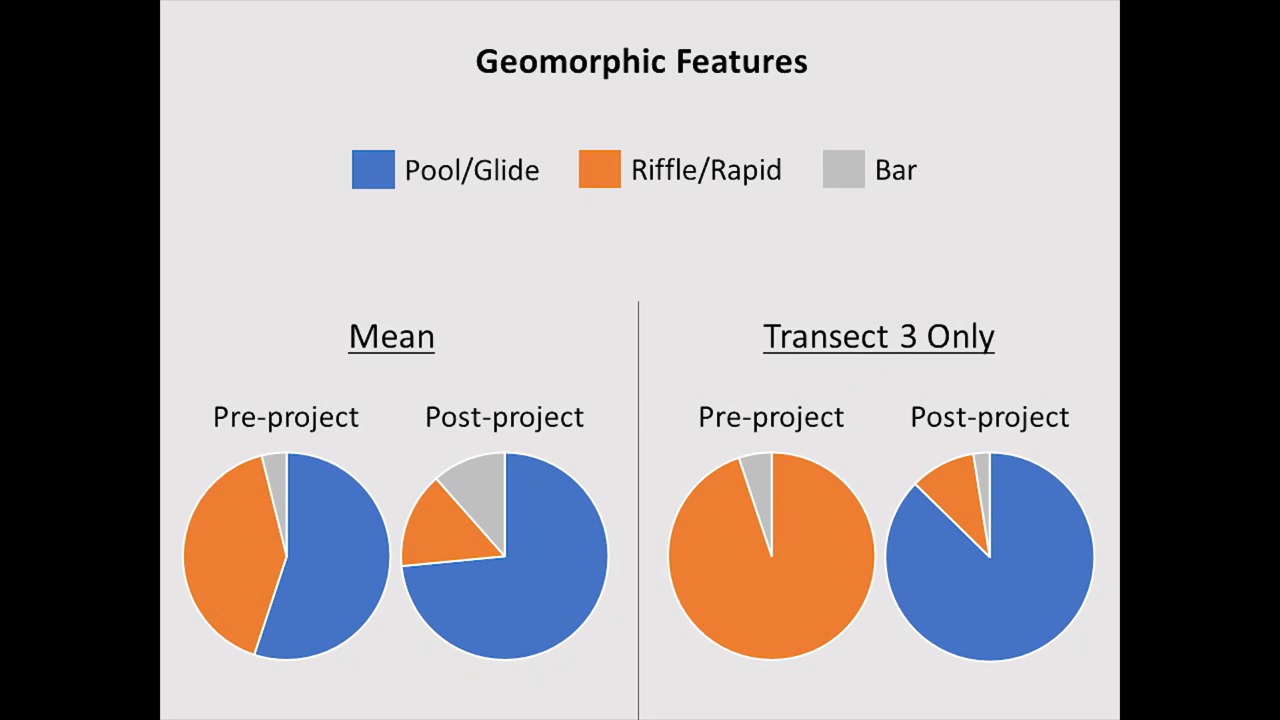 Geomorphic Features
Pool/Glide Riffle/Rapid Bar
Mean
Pre-project Post-project
Transect 3 Only
Pre-project Post-project